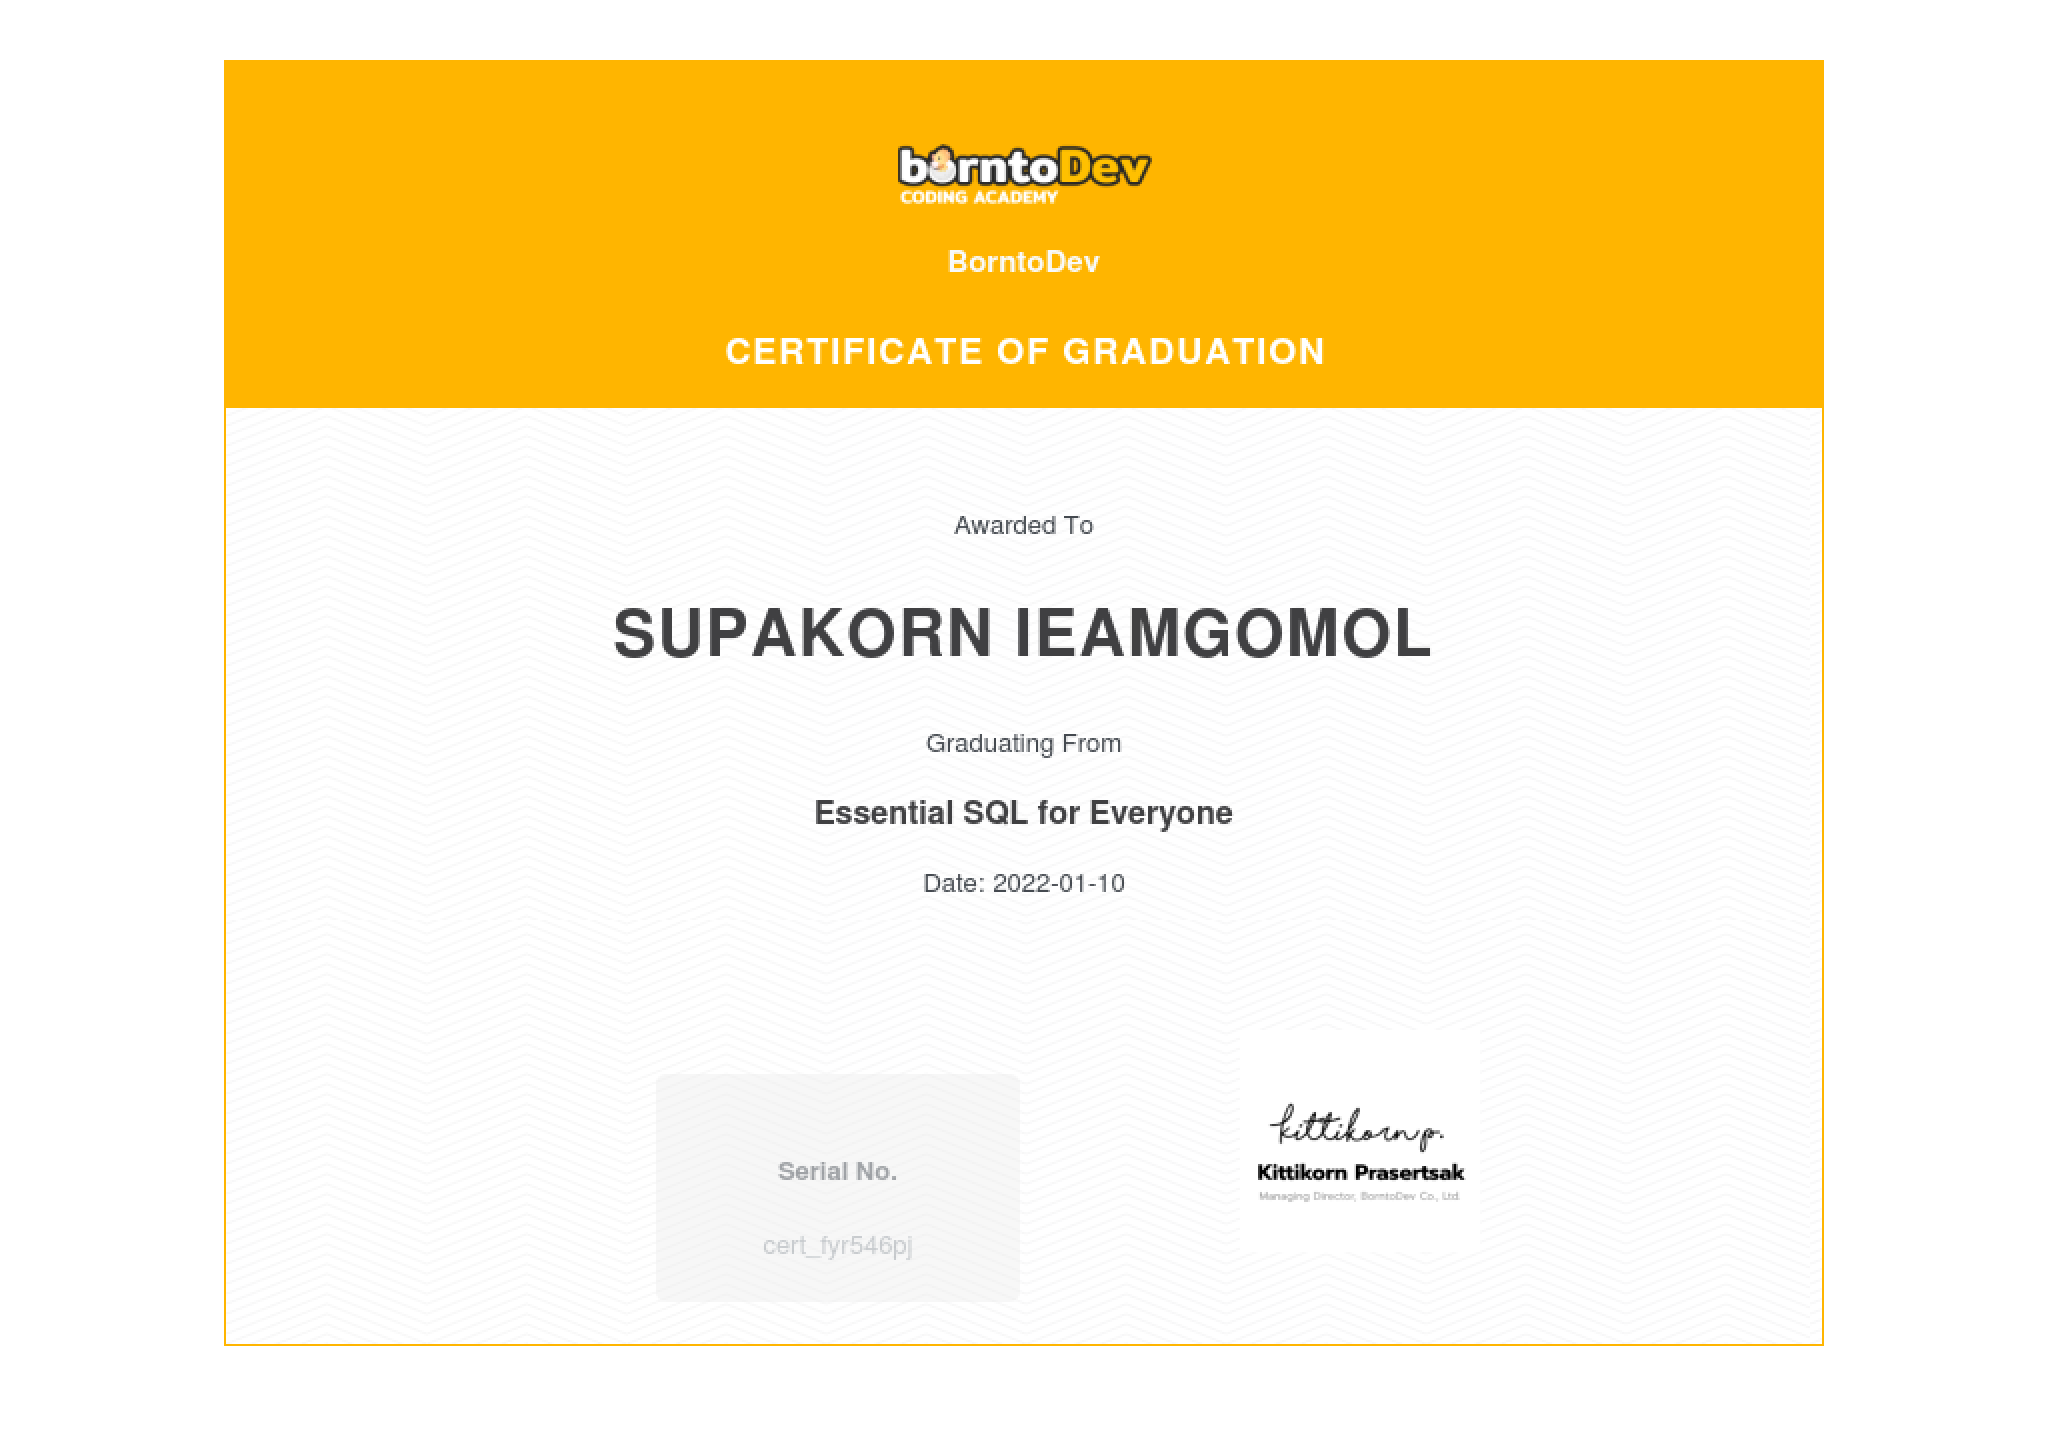 borntoDev
CODING ACADEMY
BorntoDev
CERTIFICATE OF GRADUATION
Awarded To
SUPAKORN IEAMGOMOL
Graduating From
Essential SQL for Everyone
Date: 2022-01-10
kittikorn p.
Kittikorn Prasertsak
Managing Director, BorntoDev Co., Ltd.
Serial No.
cert_fyr546pj